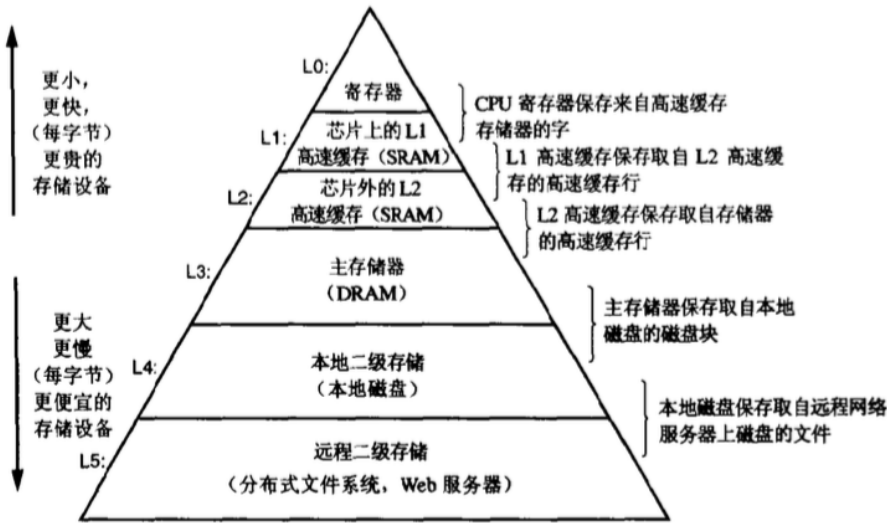 L0:
寄存器
L1:
芯片上的 L1
高速缓存（SRAM）
L2:
芯片外的 L2
高速缓存（SRAM）
L3:
主存储器
（DRAM）
L4:
本地二级存储
（本地磁盘）
L5:
远程二级存储
（分布式文件系统，Web 服务器）
更小，
更快，
（每字节）
更贵的
存储设备
更大
更慢
（每字节）
更便宜的
存储设备
CPU 寄存器保存来自高速缓存
存储器的字
L1 高速缓存保存取自 L2 高速缓
存的高速缓存行
L2 高速缓存保存取自存储器
的高速缓存行
主存储器保存取自本地
磁盘的磁盘块
本地磁盘保存取自远程网络
服务器上磁盘的文件